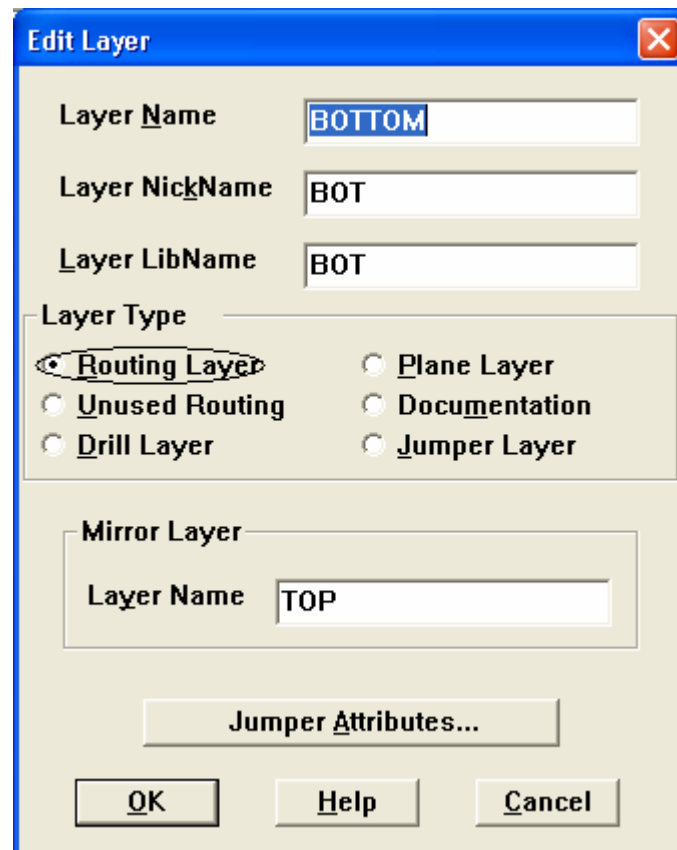 Edit Layer
Layer Name BOTTOM
Layer NickName BOT
Layer LibName BOT
Layer Type
Routing Layer Plane Layer
Unused Routing Documentation
Drill Layer Jumper Layer
Mirror Layer
Layer Name TOP
Jumper Attributes...
OK Help Cancel